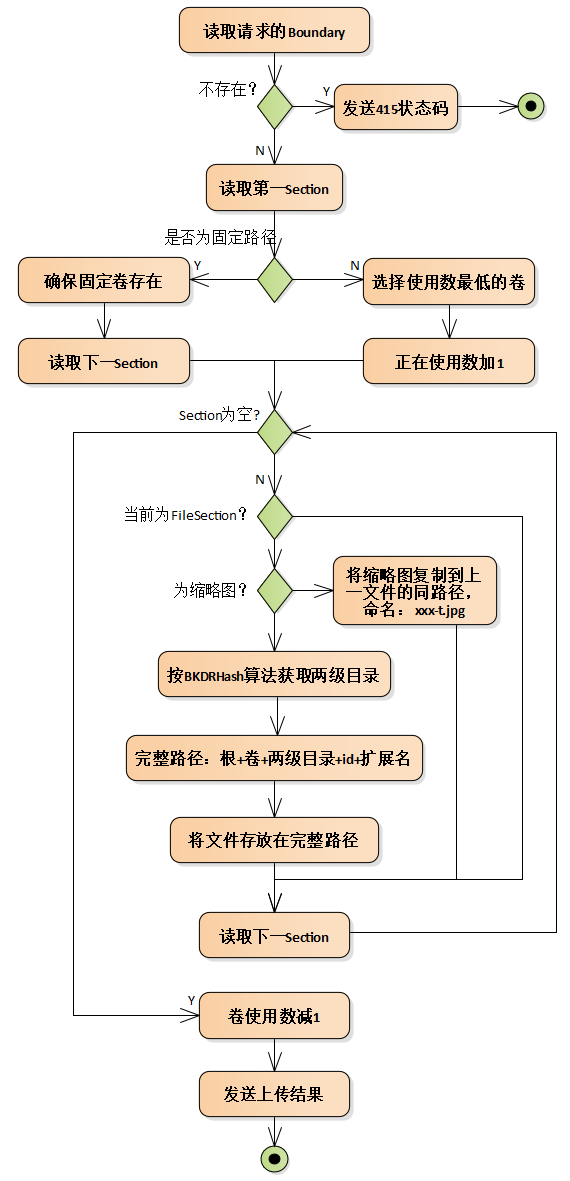 读取请求的Boundary
不存在？
Y
发送415状态码
N
读取第一Section
是否为固定路径
Y
N
确保固定卷存在
选择使用数最低的卷
读取下一Section
正在使用数加1
Section为空?
N
当前为FileSection？
为缩略图？
将缩略图复制到上
一文件的同路径，
命名：xxx-t.jpg
按BKDRHash算法获取两级目录
完整路径：根+卷+两级目录+id+扩展名
将文件存放在完整路径
读取下一Section
Y
卷使用数减1
发送上传结果